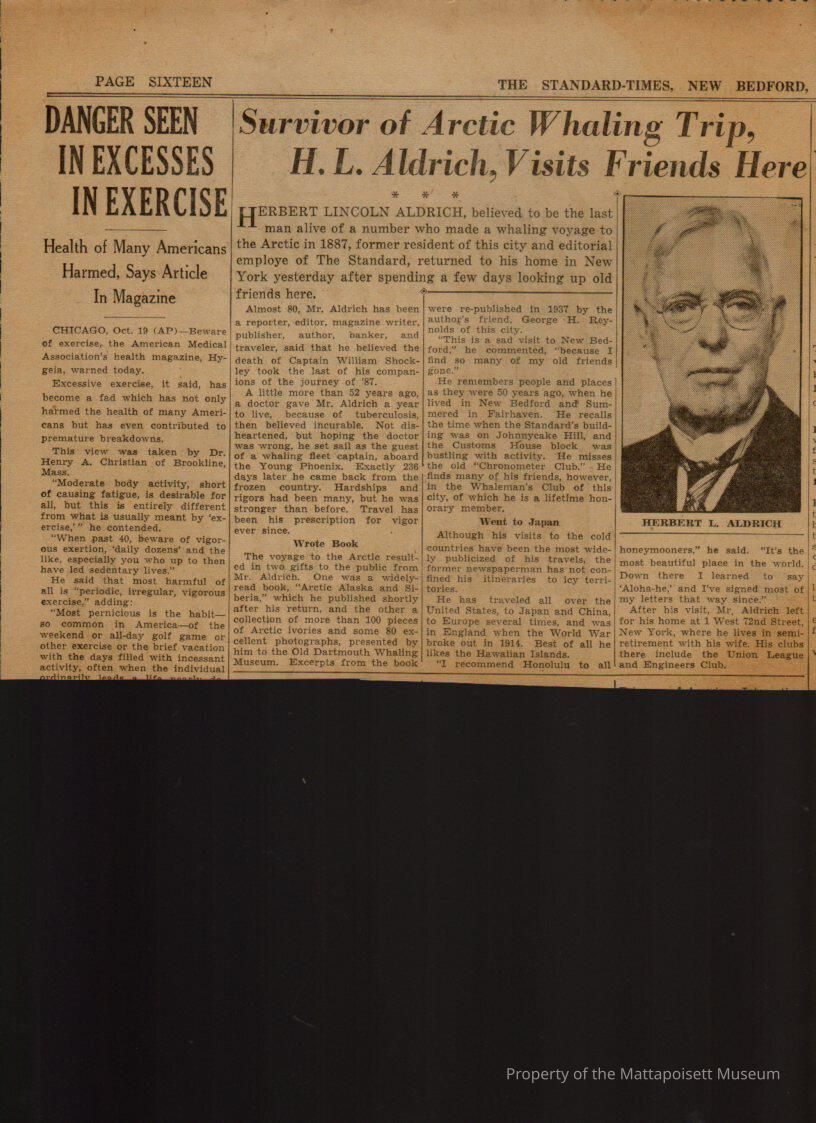 PAGE SIXTEEN
THE STANDARD-TIMES, NEW BEDFORD,
DANGER SEEN
IN EXCESSES
IN EXERCISE
Health of Many Americans
Harmed, Says Article
In Magazine
CHICAGO, Oct. 19 (AP)—Beware
of exercise, the American Medical
Association's health magazine, Hy-
geia, warned today.
Excessive exercise, it said, has
become a fad which has not only
harmed the health of many Ameri-
cans but has even contributed to
premature breakdowns.
This view was taken by Dr.
Henry A. Christian of Brookline,
Mass.
"Moderate body activity, short
of causing fatigue, is desirable for
all, but this is entirely different
from what is usually meant by 'ex-
ercise,'" he contended.
"When past 40, beware of vigor-
ous exertion, 'daily dozens' and the
like, especially you who up to then
have led sedentary lives."
He said that most harmful of
all is "periodic, irregular, vigorous
exercise," adding:
"Most pernicious is the habit—
so common in America—of the
weekend or all-day golf game or
other exercise or the brief vacation
with the days filled with incessant
activity, often when the individual
ordinarily leads a life nearly de-
Survivor of Arctic Whaling Trip,
H. L. Aldrich, Visits Friends Here
* * *
HERBERT LINCOLN ALDRICH, believed to be the last
man alive of a number who made a whaling voyage to
the Arctic in 1887, former resident of this city and editorial
employe of The Standard, returned to his home in New
York yesterday after spending a few days looking up old
friends here.
Almost 80, Mr. Aldrich has been
a reporter, editor, magazine writer,
publisher, author, banker, and
traveler, said that he believed the
death of Captain William Shock-
ley took the last of his compan-
ions of the journey of '87.
A little more than 52 years ago,
a doctor gave Mr. Aldrich a year
to live, because of tuberculosis,
then believed incurable. Not dis-
heartened, but hoping the doctor
was wrong, he set sail as the guest
of a whaling fleet captain, aboard
the Young Phoenix. Exactly 236
days later he came back from the
frozen country. Hardships and
rigors had been many, but he was
stronger than before. Travel has
been his prescription for vigor
ever since.
Wrote Book
The voyage to the Arctic result-
ed in two gifts to the public from
Mr. Aldrich. One was a widely-
read book, "Arctic Alaska and Si-
beria," which he published shortly
after his return, and the other a
collection of more than 100 pieces
of Arctic ivories and some 80 ex-
cellent photographs, presented by
him to the Old Dartmouth Whaling
Museum. Excerpts from the book
were re-published in 1937 by the
author's friend, George H. Rey-
nolds of this city.
"This is a sad visit to New Bed-
ford," he commented, "because I
find so many of my old friends
gone."
He remembers people and places
as they were 50 years ago, when he
lived in New Bedford and Sum-
mered in Fairhaven. He recalls
the time when the Standard's build-
ing was on Johnnycake Hill, and
the Customs House block was
bustling with activity. He misses
the old "Chronometer Club." He
finds many of his friends, however,
in the Whaleman's Club of this
city, of which he is a lifetime hon-
orary member.
Went to Japan
Although his visits to the cold
countries have been the most wide-
ly publicized of his travels, the
former newspaperman has not con-
fined his itineraries to icy terri-
tories.
He has traveled all over the
United States, to Japan and China,
to Europe several times, and was
in England when the World War
broke out in 1914. Best of all he
likes the Hawaiian Islands.
"I recommend Honolulu to all
HERBERT L. ALDRICH
honeymooners," he said. "It's the
most beautiful place in the world.
Down there I learned to say
'Aloha-he,' and I've signed most of
my letters that way since."
After his visit, Mr. Aldrich left
for his home at 1 West 72nd Street,
New York, where he lives in semi-
retirement with his wife. His clubs
there include the Union League
and Engineers Club.
Property of the Mattapoisett Museum